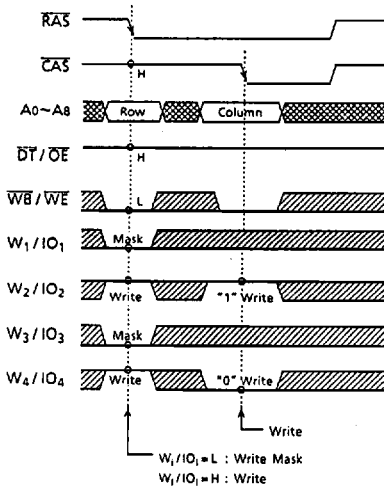 RAS
CAS
H
A0~A8 Row Column
DT/OE
H
WB/WE L
W1/IO1 Mask
W2/IO2 Write "1" Write
W3/IO3 Mask
W4/IO4 Write "0" Write
Write
Wi/IOi=L : Write Mask
Wi/IOi=H : Write